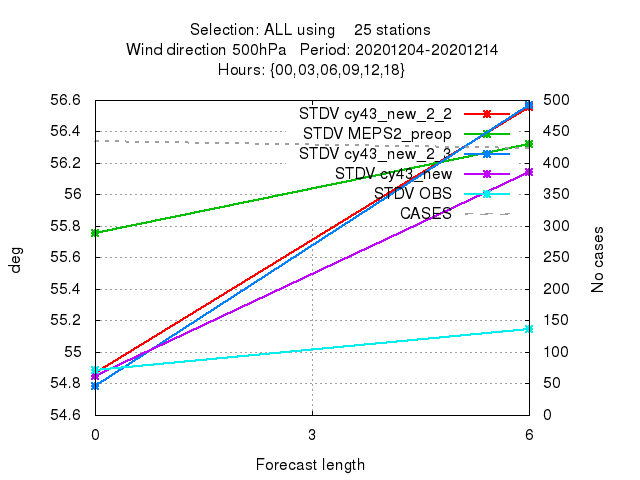 Selection: ALL using    25 stations
Wind direction 500hPa   Period: 20201204-20201214
Hours: {00,03,06,09,12,18}
56.6
56.4
56.2
56
55.8
55.6
55.4
55.2
55
54.8
54.6
deg
STDV cy43_new_2_2
STDV MEPS2_preop
STDV cy43_new_2_3
STDV cy43_new
STDV OBS
CASES
500
450
400
350
300
250
200
150
100
50
0
No cases
0
3
6
Forecast length